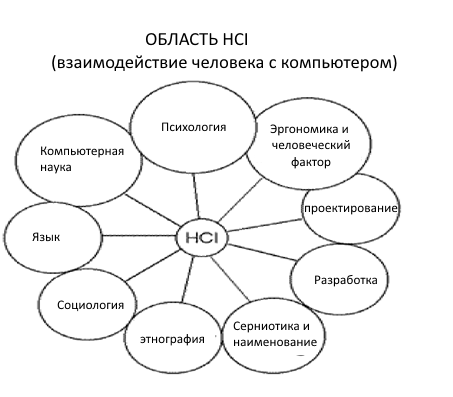 ОБЛАСТЬ HCI
(взаимодействие человека с компьютером)
Психология
Эргономика и
человеческий
фактор
Компьютерная
наука
проектирование
Язык
HCI
Разработка
Социология
этнография
Серниотика и
наименование